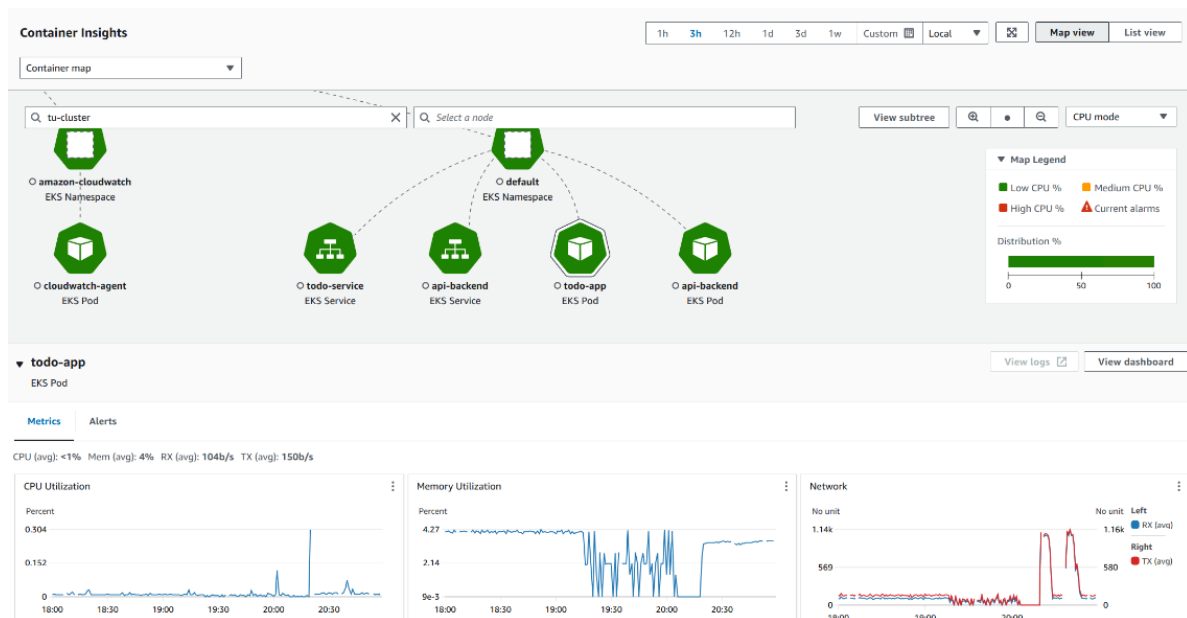 Container Insights
1h 3h 12h 1d 3d 1w Custom Local Map view List view
Container map
tu-cluster Select a node View subtree CPU mode
Map Legend
Low CPU % Medium CPU %
High CPU % Current alarms
Distribution %
0 50 100
amazon-cloudwatch default
EKS Namespace EKS Namespace
cloudwatch-agent todo-service api-backend todo-app api-backend
EKS Pod EKS Service EKS Service EKS Pod EKS Pod
todo-app View logs View dashboard
EKS Pod
Metrics Alerts
CPU (avg): <1% Mem (avg): 4% RX (avg): 104b/s TX (avg): 150b/s
CPU Utilization
Percent
0.304
0.152
0
18:00 18:30 19:00 19:30 20:00 20:30
Memory Utilization
Percent
4.27
2.14
9e-3
18:00 18:30 19:00 19:30 20:00 20:30
Network
No unit No unit
1.14k 1.16k
569 580
0 0
18:00 19:00 20:00
Left
RX (avg)
Right
TX (avg)